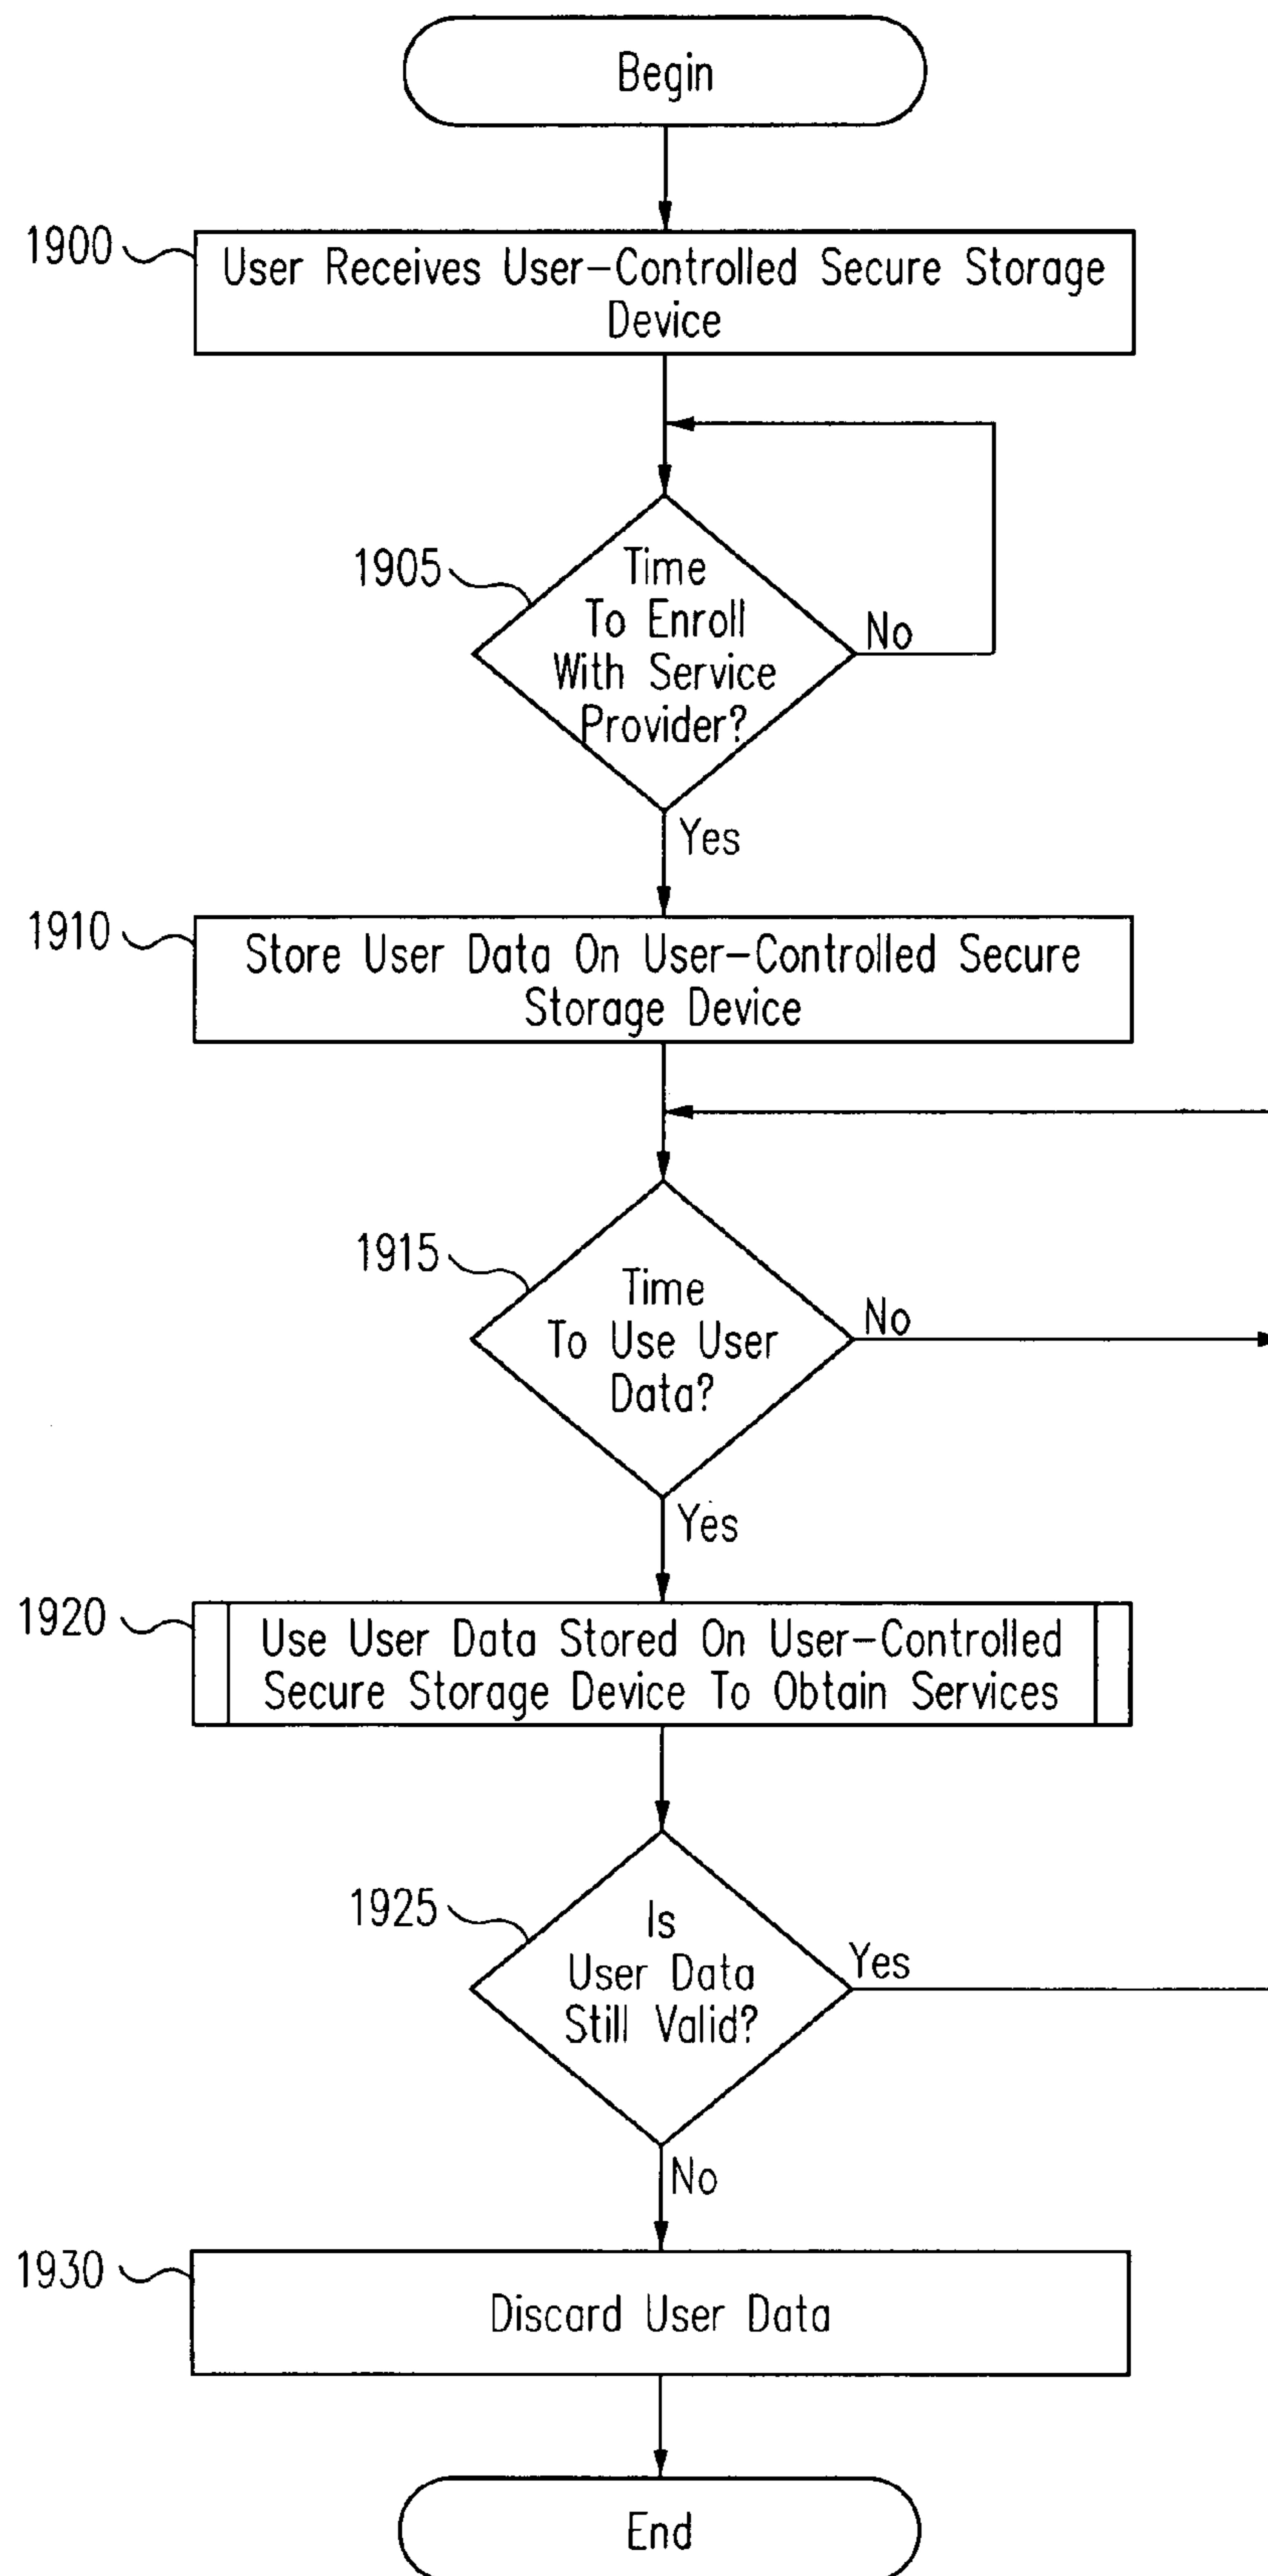 Begin
1900
User Receives User-Controlled Secure Storage
Device
1905
Time
To Enroll
With Service
Provider?
No
Yes
1910
Store User Data On User-Controlled Secure
Storage Device
1915
Time
To Use User
Data?
No
Yes
1920
Use User Data Stored On User-Controlled
Secure Storage Device To Obtain Services
1925
Is
User Data
Still Valid?
Yes
No
1930
Discard User Data
End